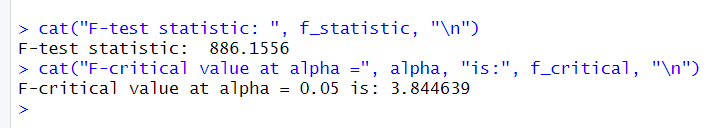 > cat("F-test statistic: ", f_statistic, "\n")
F-test statistic:  886.1556
> cat("F-critical value at alpha =", alpha, "is:", f_critical, "\n")
F-critical value at alpha = 0.05 is: 3.844639
>